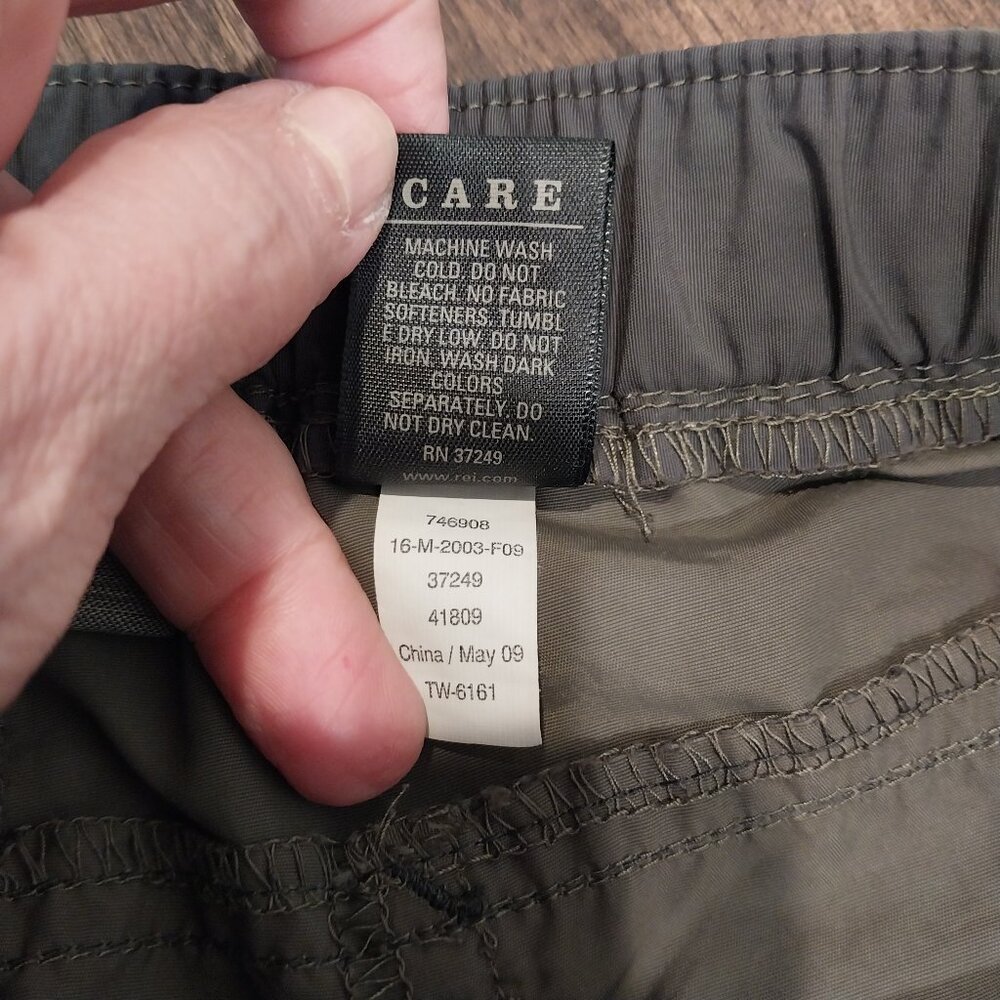 CARE
MACHINE WASH
COLD. DO NOT
BLEACH. NO FABRIC
SOFTENERS. TUMBL
E DRY LOW. DO NOT
IRON. WASH DARK
COLORS
SEPARATELY. DO
NOT DRY CLEAN.
RN 37249
www.rei.com
746908
16-M-2003-F09
37249
41809
China / May 09
TW-6161